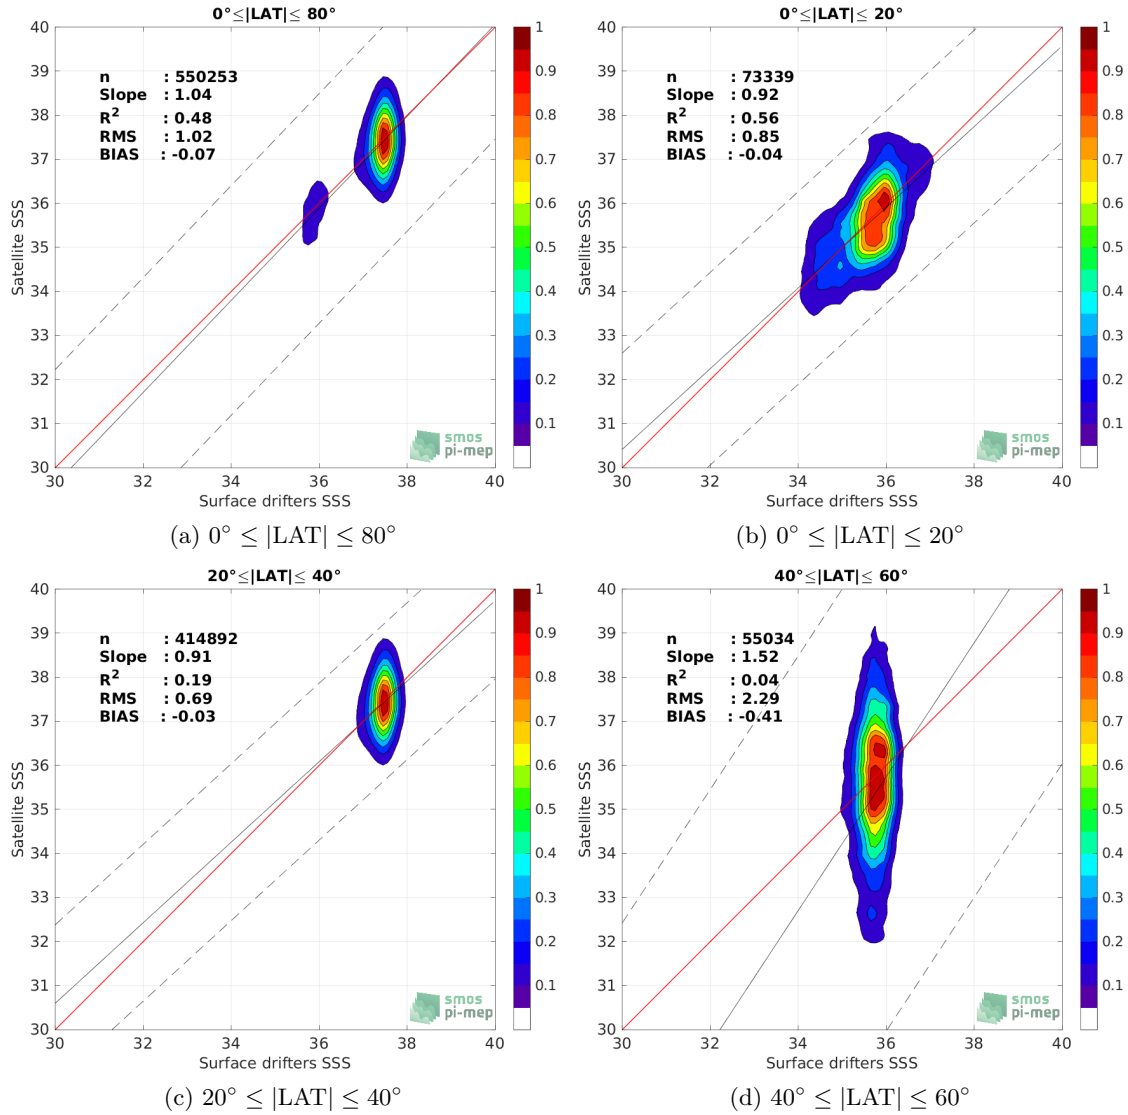 0°≤|LAT|≤ 80°
40
39
38
37
36
35
34
33
32
31
30
30
32
34
36
38
40
Satellite SSS
Surface drifters SSS
n : 550253
Slope : 1.04
R² : 0.48
RMS : 1.02
BIAS : -0.07
smos
pi-mep
1
0.9
0.8
0.7
0.6
0.5
0.4
0.3
0.2
0.1
(a) 0° ≤ |LAT| ≤ 80°
0°≤|LAT|≤ 20°
40
39
38
37
36
35
34
33
32
31
30
30
32
34
36
38
40
Satellite SSS
Surface drifters SSS
n : 73339
Slope : 0.92
R² : 0.56
RMS : 0.85
BIAS : -0.04
smos
pi-mep
1
0.9
0.8
0.7
0.6
0.5
0.4
0.3
0.2
0.1
(b) 0° ≤ |LAT| ≤ 20°
20°≤|LAT|≤ 40°
40
39
38
37
36
35
34
33
32
31
30
30
32
34
36
38
40
Satellite SSS
Surface drifters SSS
n : 414892
Slope : 0.91
R² : 0.19
RMS : 0.69
BIAS : -0.03
smos
pi-mep
1
0.9
0.8
0.7
0.6
0.5
0.4
0.3
0.2
0.1
(c) 20° ≤ |LAT| ≤ 40°
40°≤|LAT|≤ 60°
40
39
38
37
36
35
34
33
32
31
30
30
32
34
36
38
40
Satellite SSS
Surface drifters SSS
n : 55034
Slope : 1.52
R² : 0.04
RMS : 2.29
BIAS : -0.41
smos
pi-mep
1
0.9
0.8
0.7
0.6
0.5
0.4
0.3
0.2
0.1
(d) 40° ≤ |LAT| ≤ 60°